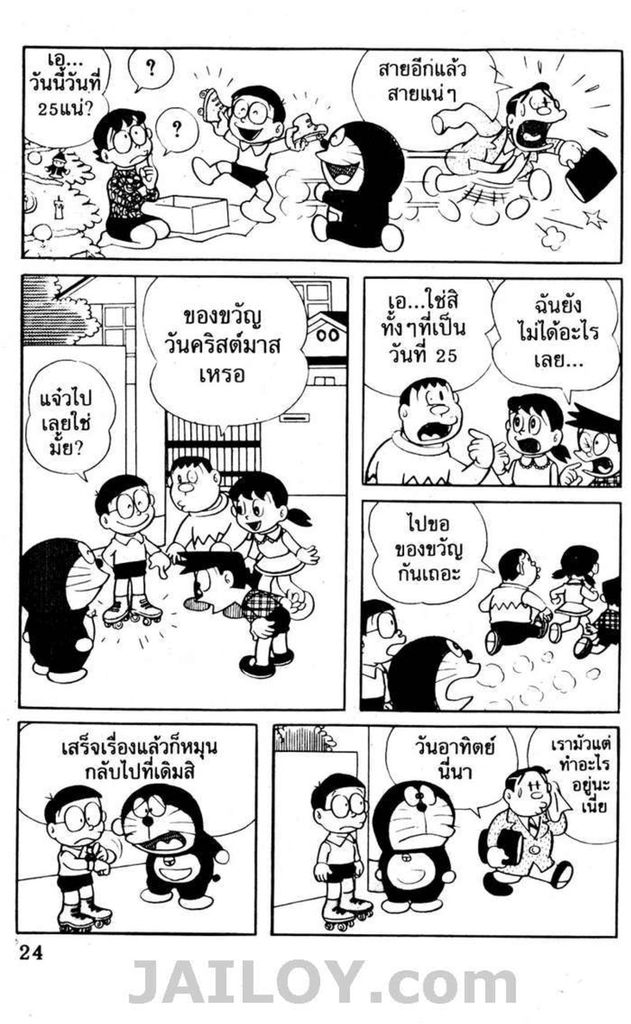 เอ...
วันนี้วันที่
25แน่?
?
?
สายอีกแล้ว
สายแน่ๆ
ของขวัญ
วันคริสต์มาส
เหรอ
แจ๋วไป
เลยใช่
มั้ย?
เอ...ใช่สิ
ทั้งๆที่เป็น
วันที่ 25
ฉันยัง
ไม่ได้อะไร
เลย...
ไปขอ
ของขวัญ
กันเถอะ
เสร็จเรื่องแล้วก็หมุน
กลับไปที่เดิมสิ
วันอาทิตย์
นี่นา
เรามัวแต่
ทำอะไร
อยู่นะ
เนี่ย
24
JAILOY.com